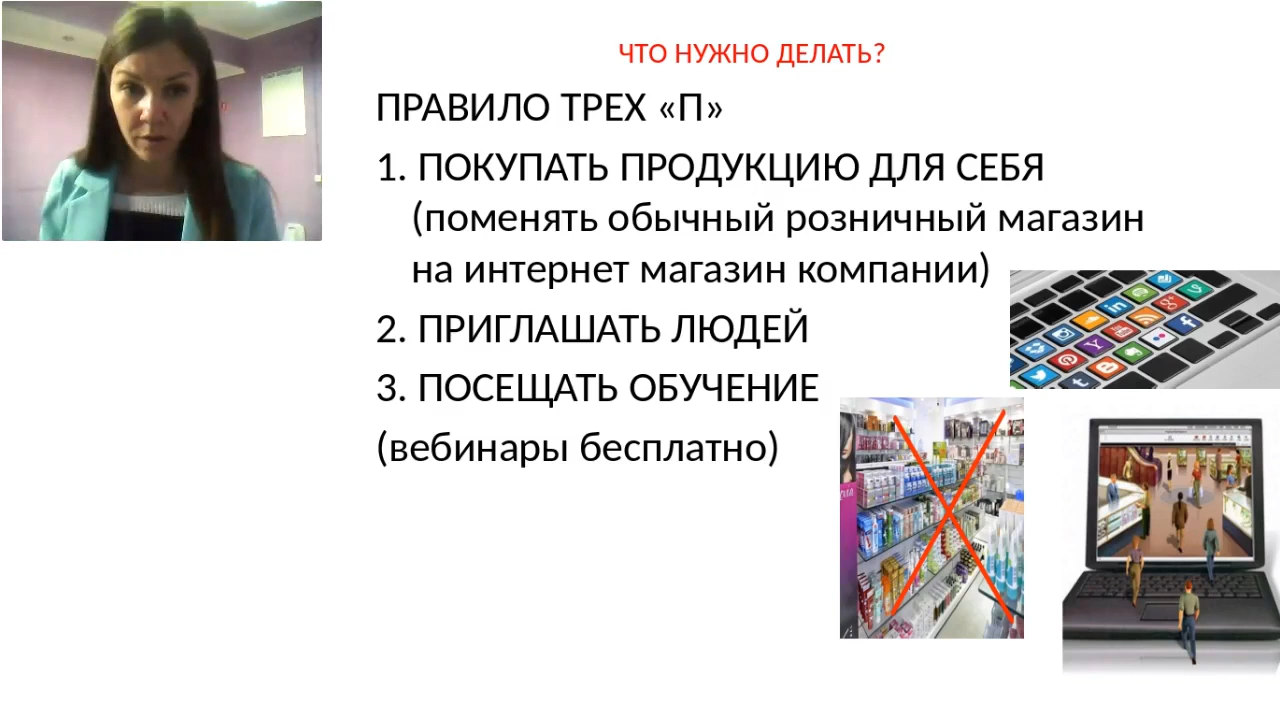 ЧТО НУЖНО ДЕЛАТЬ?
ПРАВИЛО ТРЕХ «П»
1. ПОКУПАТЬ ПРОДУКЦИЮ ДЛЯ СЕБЯ
(поменять обычный розничный магазин
на интернет магазин компании)
2. ПРИГЛАШАТЬ ЛЮДЕЙ
3. ПОСЕЩАТЬ ОБУЧЕНИЕ
(вебинары бесплатно)